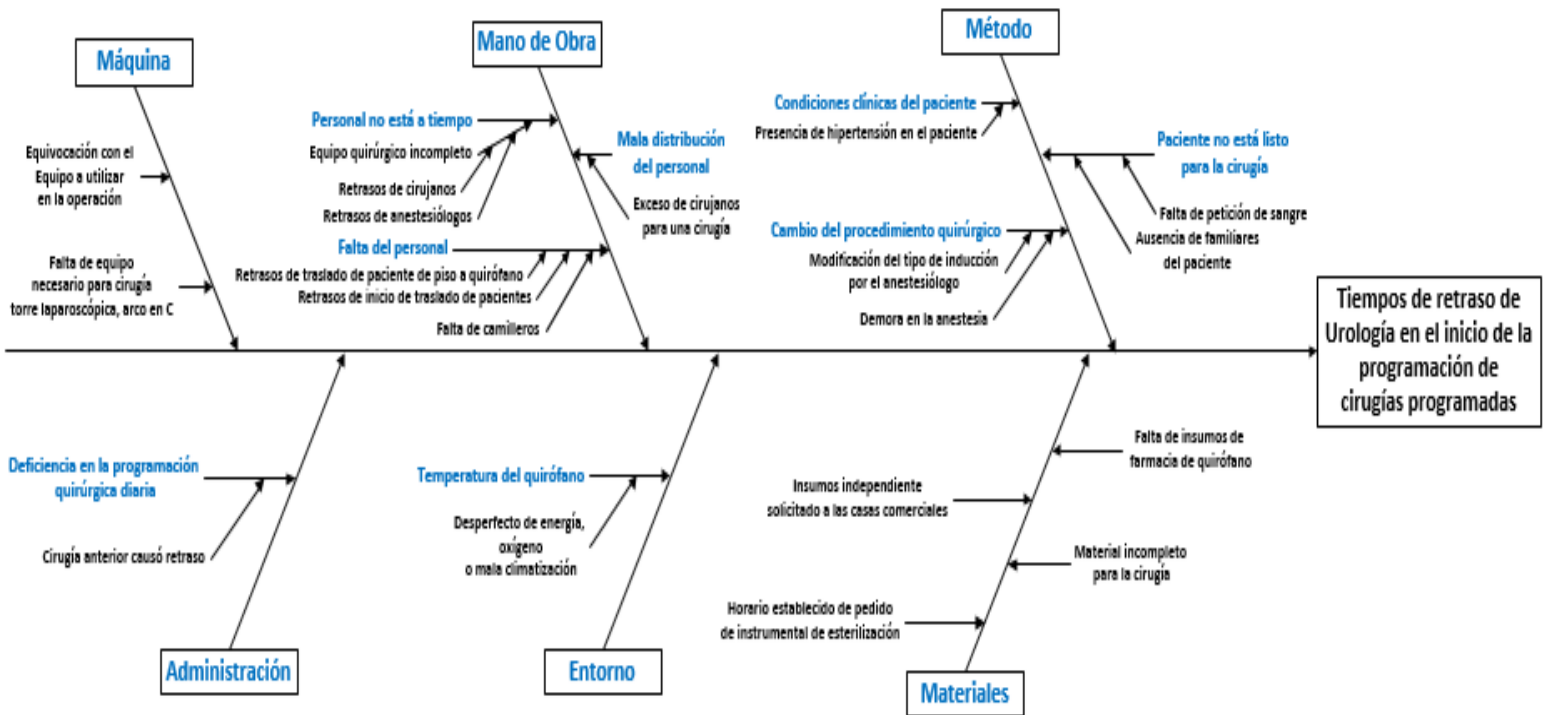 Máquina
Equivocación con el
Equipo a utilizar
en la operación
Falta de equipo
necesario para cirugía
torre laparoscópica, arco en C
Mano de Obra
Personal no está a tiempo
Equipo quirúrgico incompleto
Retrasos de cirujanos
Retrasos de anestesiólogos
Mala distribución
del personal
Exceso de cirujanos
para una cirugía
Falta del personal
Retrasos de traslado de paciente de piso a quirófano
Retrasos de inicio de traslado de pacientes
Falta de camilleros
Método
Condiciones clínicas del paciente
Presencia de hipertensión en el paciente
Paciente no está listo
para la cirugía
Falta de petición de sangre
Ausencia de familiares
del paciente
Cambio del procedimiento quirúrgico
Modificación del tipo de inducción
por el anestesiólogo
Demora en la anestesia
Tiempos de retraso de
Urología en el inicio de la
programación de
cirugías programadas
Deficiencia en la programación
quirúrgica diaria
Cirugía anterior causó retraso
Administración
Temperatura del quirófano
Desperfecto de energía,
oxígeno
o mala climatización
Entorno
Falta de insumos de
farmacia de quirófano
Insumos independiente
solicitado a las casas comerciales
Material incompleto
para la cirugía
Horario establecido de pedido
de instrumental de esterilización
Materiales